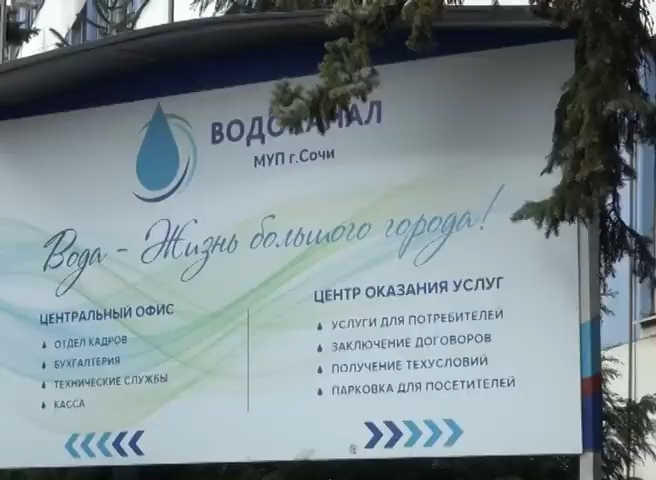 ВОДОКАНАЛ
МУП г.Сочи
Вода - Жизнь большого города!
ЦЕНТРАЛЬНЫЙ ОФИС
ОТДЕЛ КАДРОВ
БУХГАЛТЕРИЯ
ТЕХНИЧЕСКИЕ СЛУЖБЫ
КАССА
ЦЕНТР ОКАЗАНИЯ УСЛУГ
УСЛУГИ ДЛЯ ПОТРЕБИТЕЛЕЙ
ЗАКЛЮЧЕНИЕ ДОГОВОРОВ
ПОЛУЧЕНИЕ ТЕХУСЛОВИЙ
ПАРКОВКА ДЛЯ ПОСЕТИТЕЛЕЙ